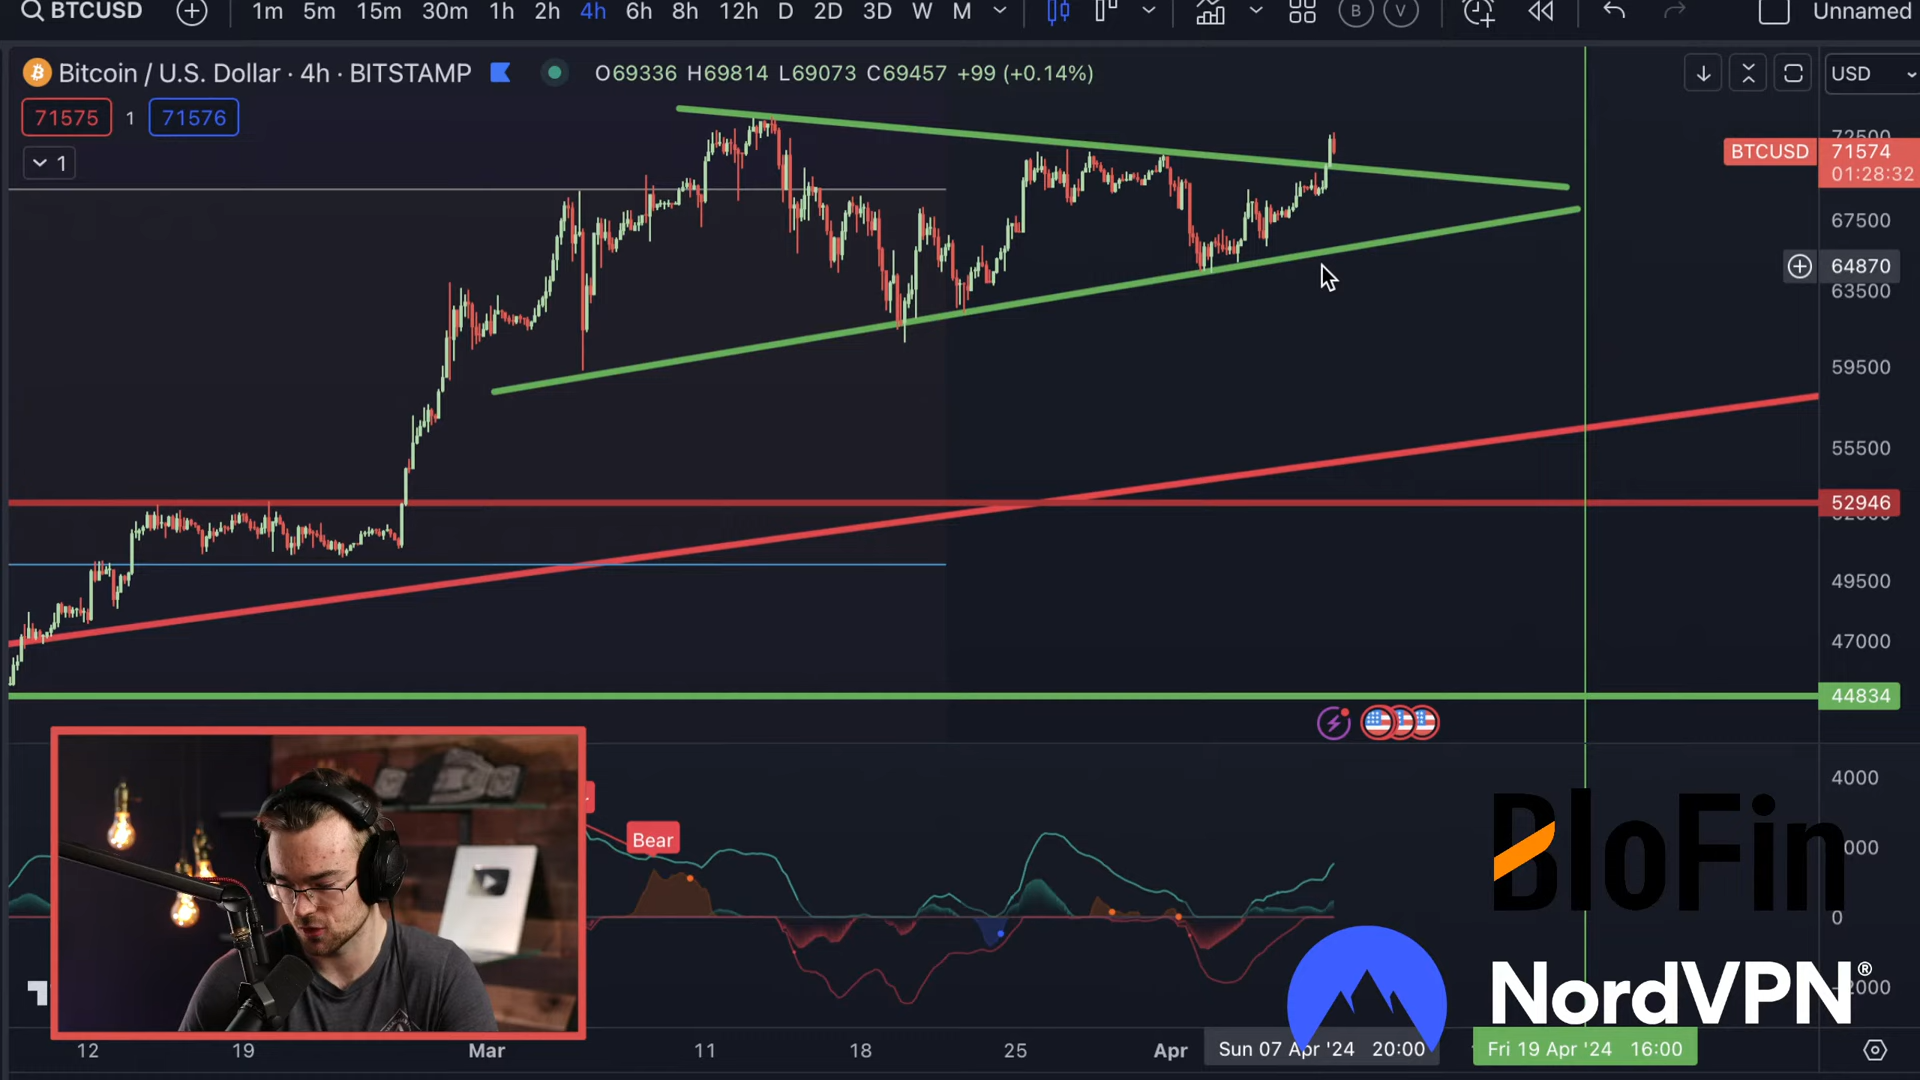 BTCUSD 1m 5m 15m 30m 1h 2h 4h 6h 8h 12h D 2D 3D W M B V Unnamed
Bitcoin / U.S. Dollar · 4h · BITSTAMP O69336 H69814 L69073 C69457 +99 (+0.14%) USD
71575 1 71576
1
72500
BTCUSD 71574
01:28:32
67500
64870
63500
59500
55500
52946
49500
47000
44834
4000
Bear
BloFin
000
0
NordVPN®
2000
12 19 Mar 11 18 25 Apr Sun 07 Apr '24 20:00 Fri 19 Apr '24 16:00